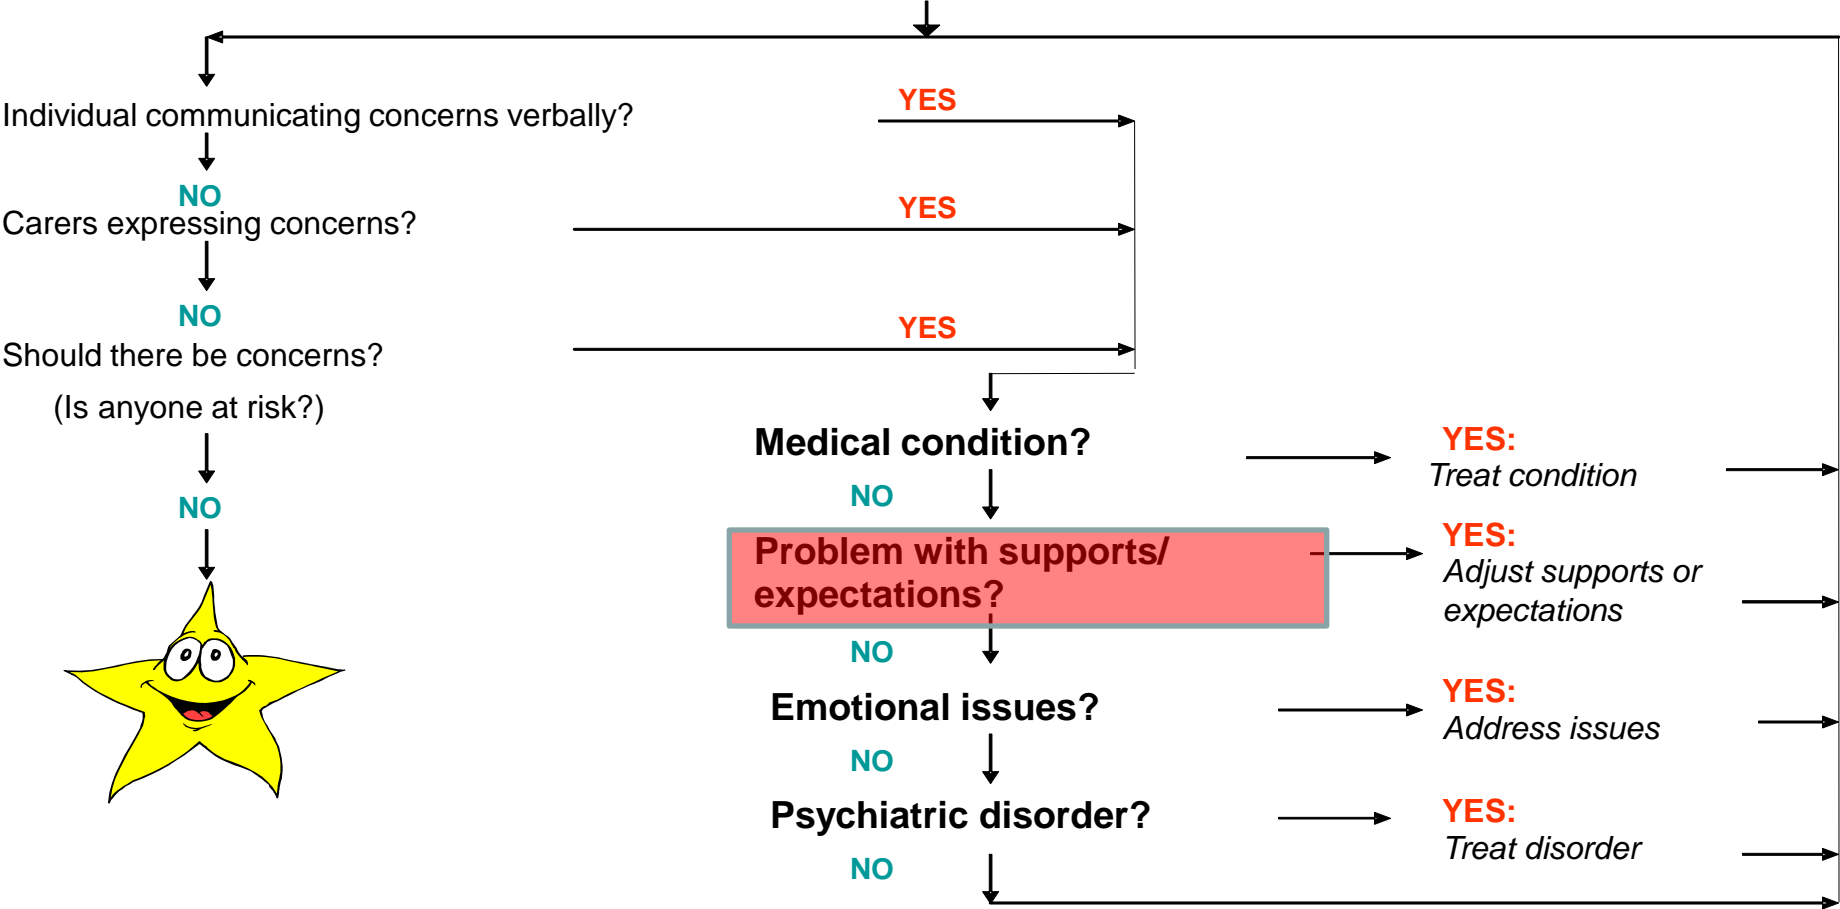 Individual communicating concerns verbally?
YES
NO
Carers expressing concerns?
YES
NO
Should there be concerns?
YES
(Is anyone at risk?)
NO
Medical condition?
YES:
Treat condition
NO
Problem with supports/
expectations?
YES:
Adjust supports or
expectations
NO
Emotional issues?
YES:
Address issues
NO
Psychiatric disorder?
YES:
Treat disorder
NO